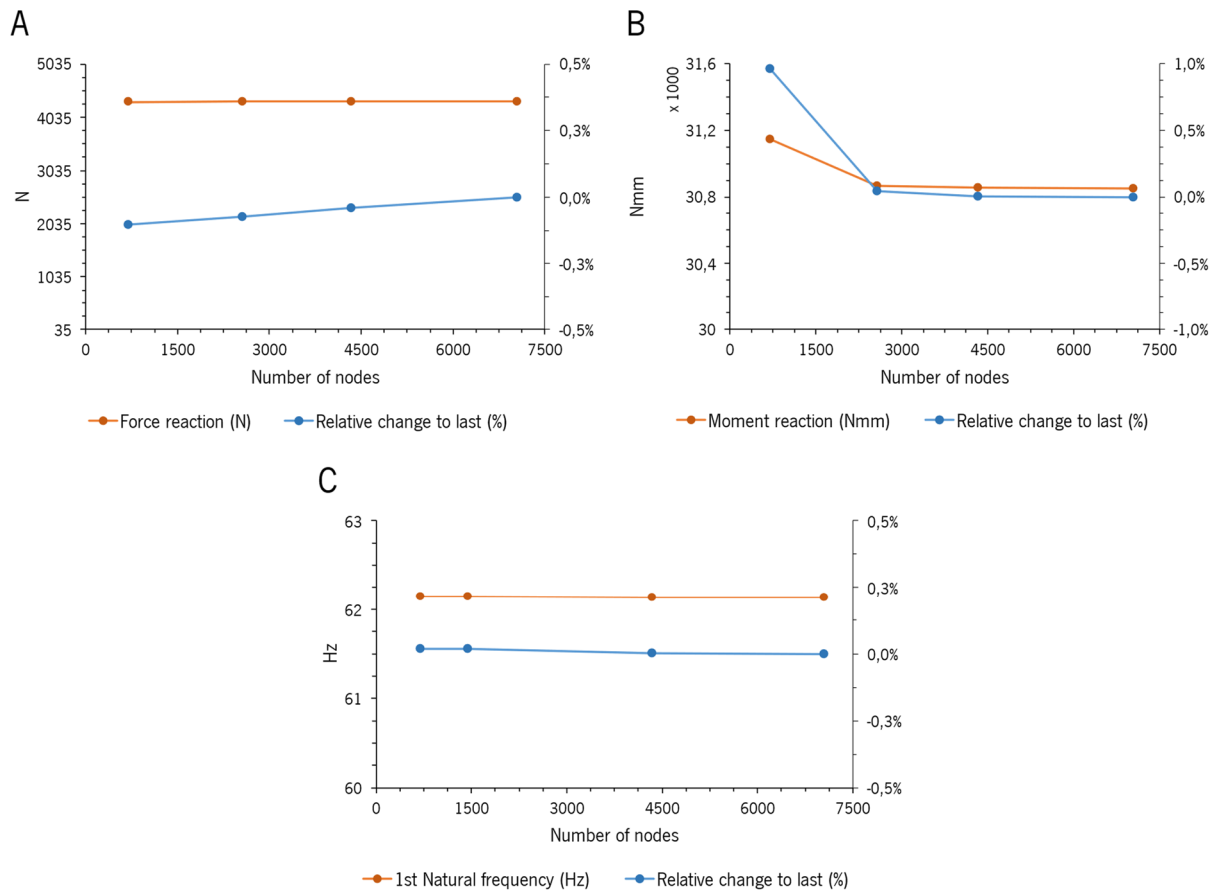 A
5035
4035
3035
2035
1035
35
N
0,5%
0,3%
0,0%
-0,3%
-0,5%
0 1500 3000 4500 6000 7500
Number of nodes
Force reaction (N) Relative change to last (%)
B
31,6
31,2
30,8
30,4
30
x 1000
Nmm
1,0%
0,5%
0,0%
-0,5%
-1,0%
0 1500 3000 4500 6000 7500
Number of nodes
Moment reaction (Nmm) Relative change to last (%)
C
63
62
61
60
Hz
0,5%
0,3%
0,0%
-0,3%
-0,5%
0 1500 3000 4500 6000 7500
Number of nodes
1st Natural frequency (Hz) Relative change to last (%)